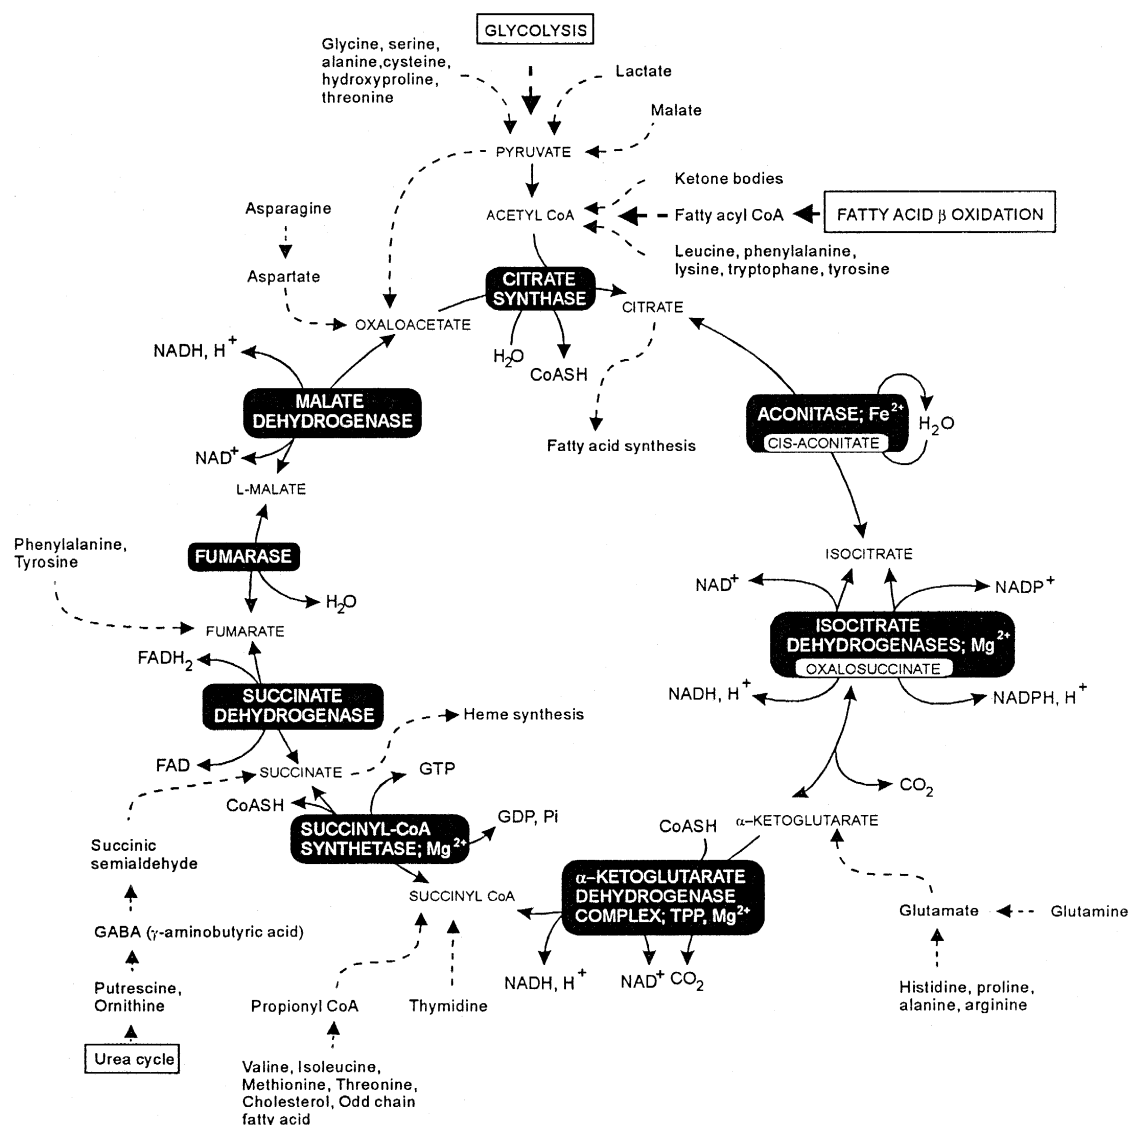 GLYCOLYSIS
Glycine, serine,
alanine,cysteine,
hydroxyproline,
threonine
Lactate
Malate
PYRUVATE
Ketone bodies
Asparagine
ACETYL CoA
Fatty acyl CoA
FATTY ACID β OXIDATION
Leucine, phenylalanine,
lysine, tryptophane, tyrosine
Aspartate
CITRATE
SYNTHASE
CITRATE
OXALOACETATE
NADH, H+
H2O
CoASH
MALATE
DEHYDROGENASE
ACONITASE; Fe2+
CIS-ACONITATE
H2O
Fatty acid synthesis
NAD+
L-MALATE
Phenylalanine,
Tyrosine
FUMARASE
ISOCITRATE
NAD+
NADP+
H2O
FUMARATE
ISOCITRATE
DEHYDROGENASES; Mg2+
OXALOSUCCINATE
FADH2
SUCCINATE
DEHYDROGENASE
NADH, H+
NADPH, H+
Heme synthesis
FAD
SUCCINATE
GTP
CO2
CoASH
GDP, Pi
CoASH
α–KETOGLUTARATE
SUCCINYL-CoA
SYNTHETASE; Mg2+
Succinic
semialdehyde
α–KETOGLUTARATE
DEHYDROGENASE
COMPLEX; TPP, Mg2+
SUCCINYL CoA
Glutamate
Glutamine
GABA (γ-aminobutyric acid)
NADH, H+
NAD+
CO2
Putrescine,
Ornithine
Propionyl CoA
Thymidine
Histidine, proline,
alanine, arginine
Urea cycle
Valine, Isoleucine,
Methionine, Threonine,
Cholesterol, Odd chain
fatty acid